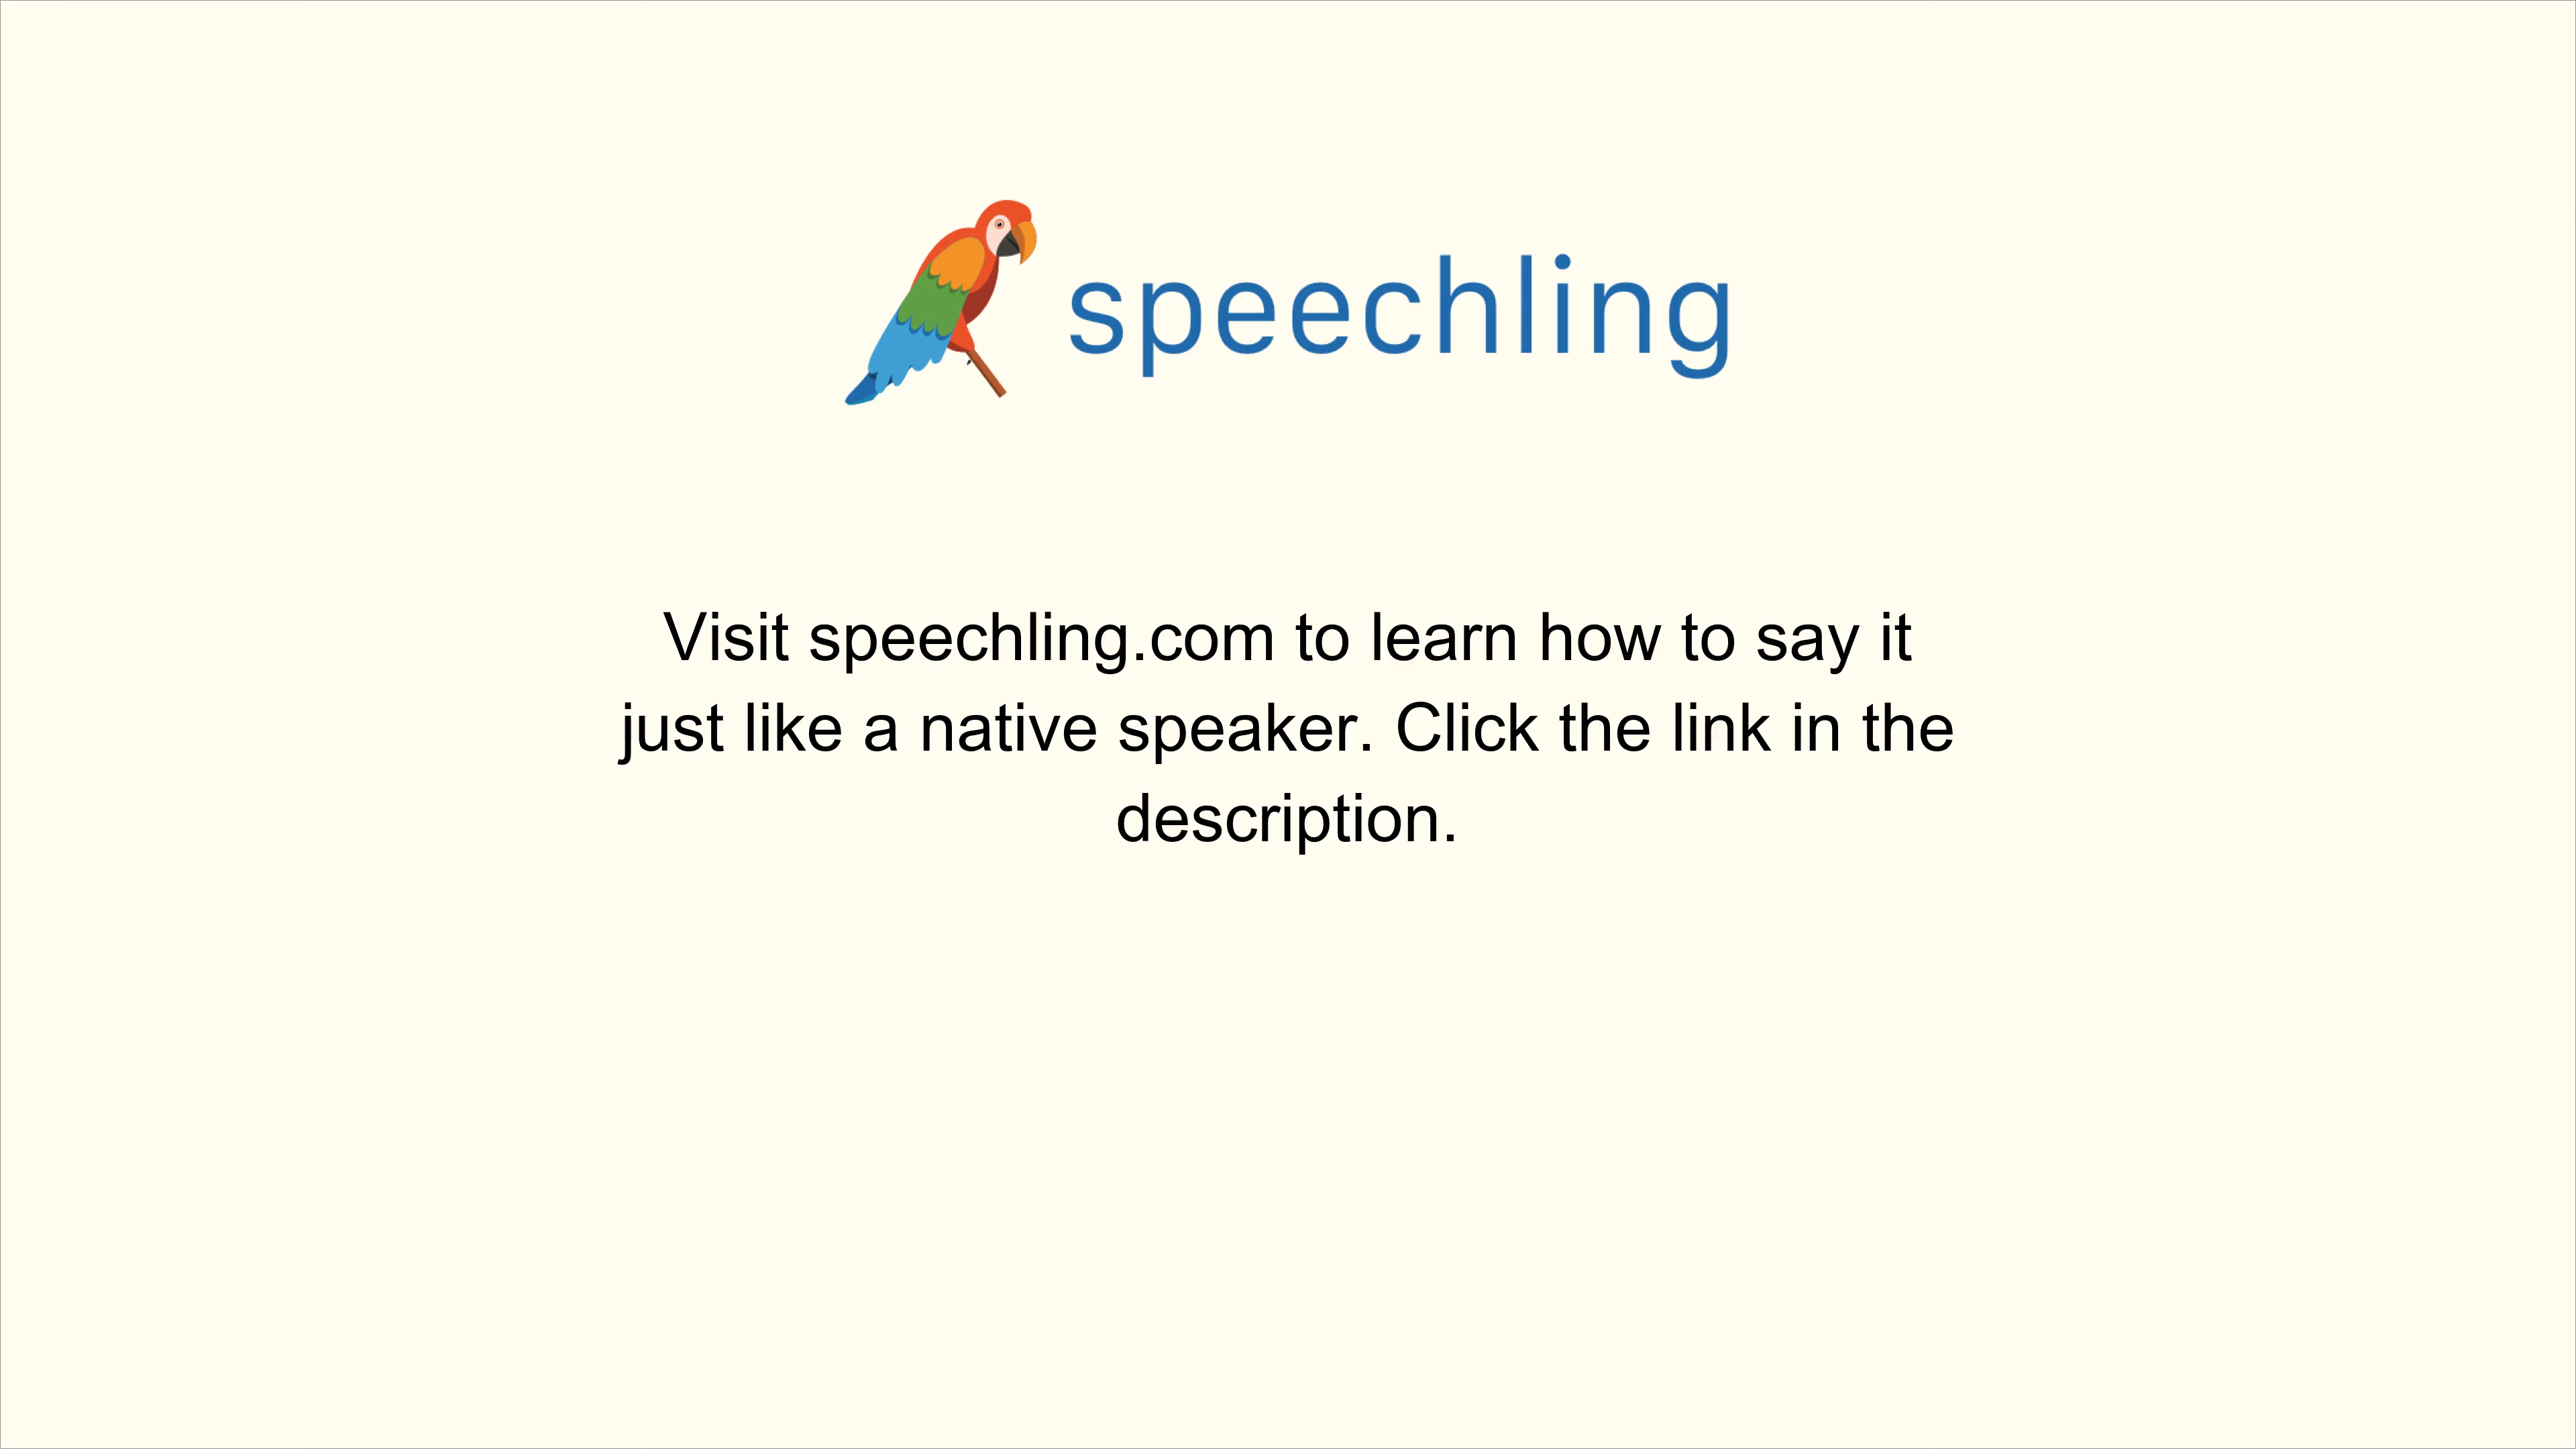 speechling
Visit speechling.com to learn how to say it
just like a native speaker. Click the link in the
description.